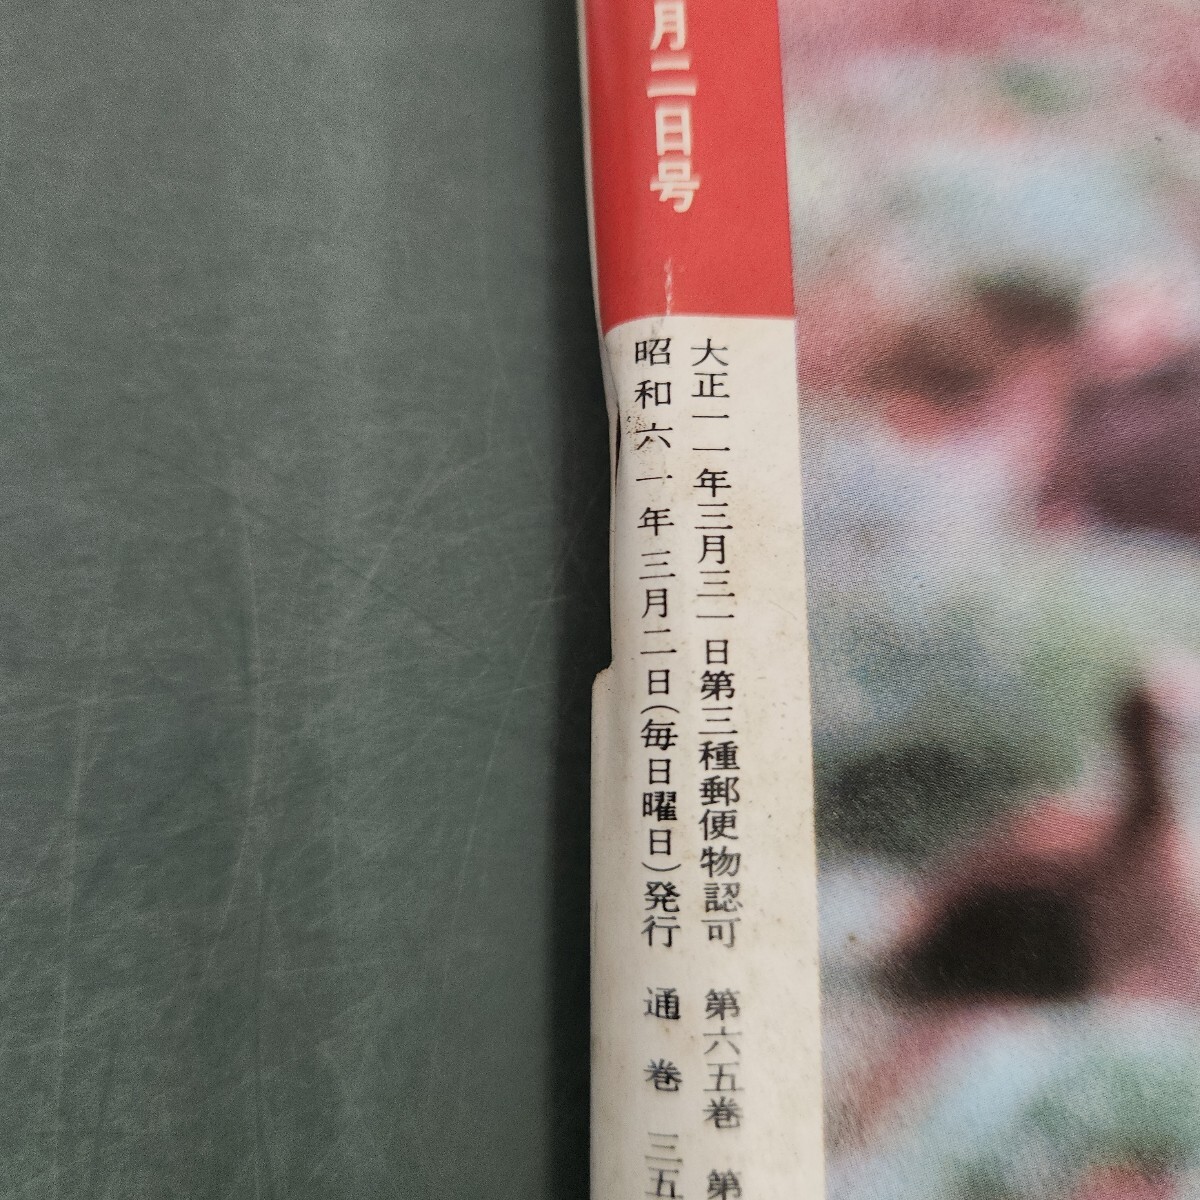 月二日号
大正一一年三月三一日第三種郵便物認可 第六五巻 第
昭和六一年三月二日(毎日曜日)発行 通巻 三五